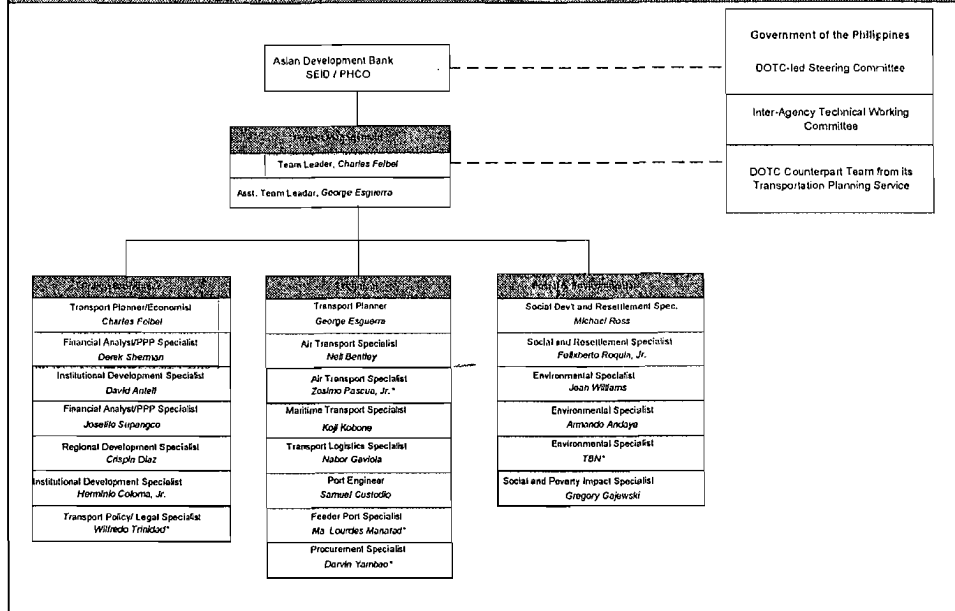 Asian Development Bank
SEID / PHCO
Government of the Philippines
DOTC-led Steering Committee
Inter-Agency Technical Working
Committee
DOTC Counterpart Team from its
Transportation Planning Service
Team Leader, Charles Feibel
Asst. Team Leader, George Esguerra
Transport Planner/Economist
Charles Feibel
Financial Analyst/PPP Specialist
Derek Sherman
Institutional Development Specialist
David Antell
Financial Analyst/PPP Specialist
Joselito Supangco
Regional Development Specialist
Crispin Diaz
Institutional Development Specialist
Herminio Coloma, Jr.
Transport Policy/ Legal Specialist
Wilfredo Trinidad*
Transport Planner
George Esguerra
Air Transport Specialist
Neil Bentley
Air Transport Specialist
Zosimo Pascua, Jr.*
Maritime Transport Specialist
Koji Kobune
Transport Logistics Specialist
Nabor Gaviola
Port Engineer
Samuel Custodio
Feeder Port Specialist
Ma. Lourdes Manatad*
Procurement Specialist
Darvin Yambao*
Social Dev't and Resettlement Spec.
Michael Ross
Social and Resettlement Specialist
Felixberto Roquia, Jr.
Environmental Specialist
Jean Williams
Environmental Specialist
Armando Andaya
Environmental Specialist
TBN*
Social and Poverty Impact Specialist
Gregory Gajewski